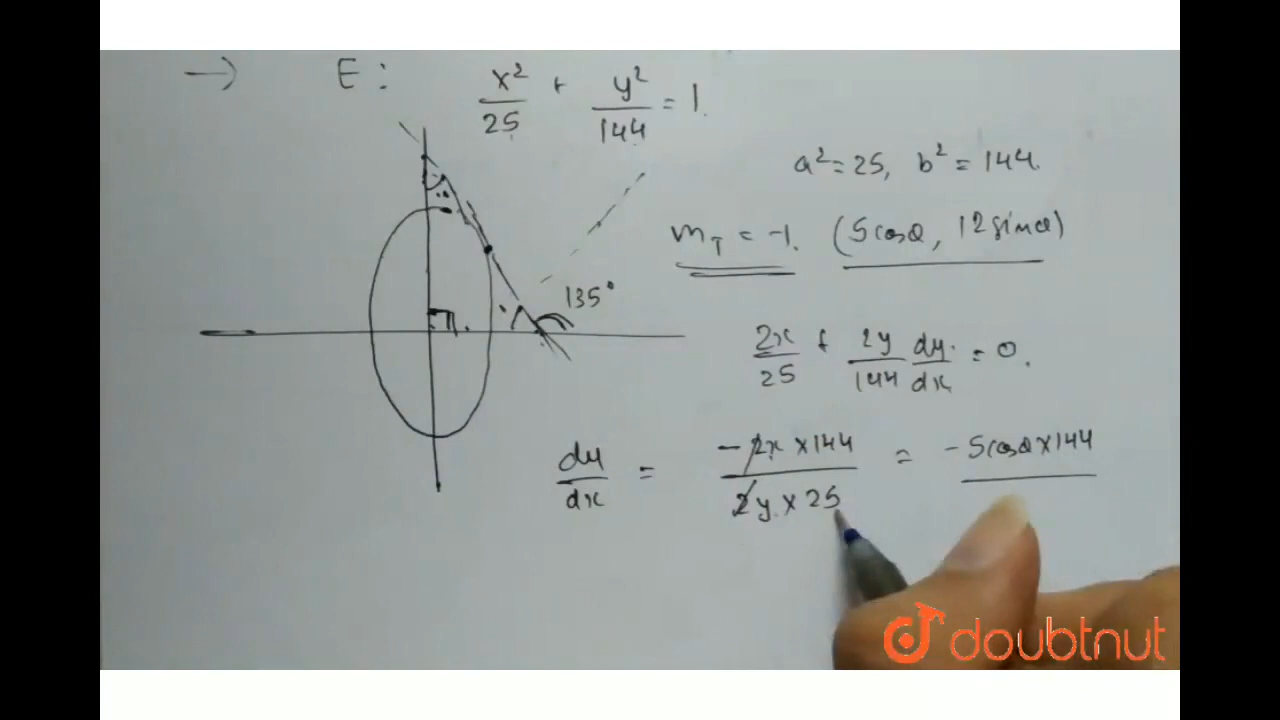 → E: x²/25 + y²/144 = 1.
a² = 25, b² = 144.
m_T = -1. (5cosθ, 12sinθ)
135°
2x/25 + 2y/144 dy/dx = 0.
dy/dx = -2x×144/2y×25 = -5cosθ×144
doubtnut